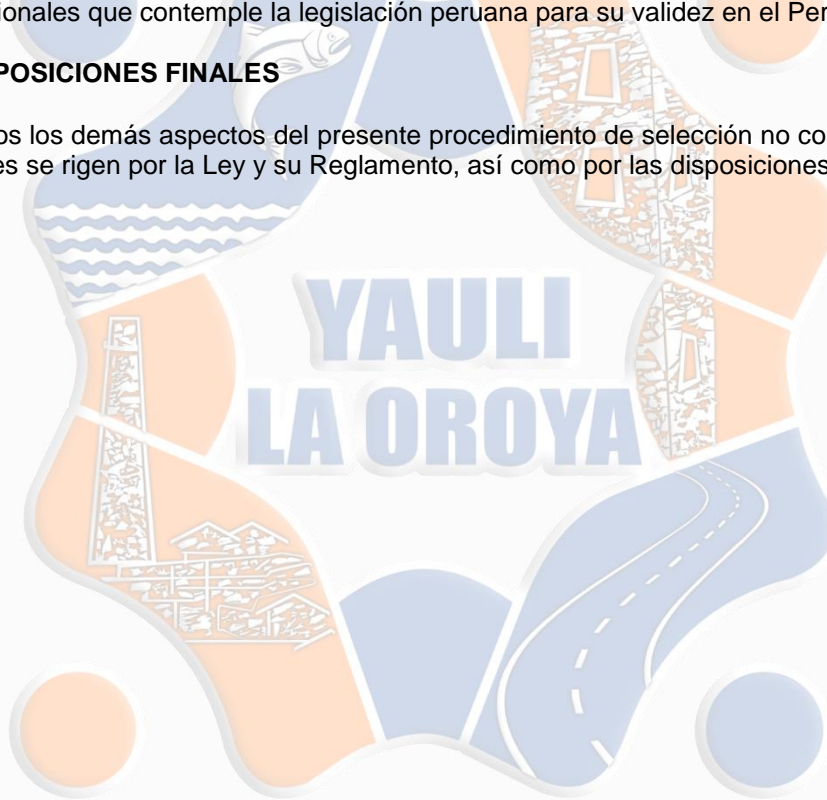 ionales que contemple la legislación peruana para su validez en el Per
POSICIONES FINALES
os los demás aspectos del presente procedimiento de selección no co
es se rigen por la Ley y su Reglamento, así como por las disposiciones
YAULI
LA OROYA